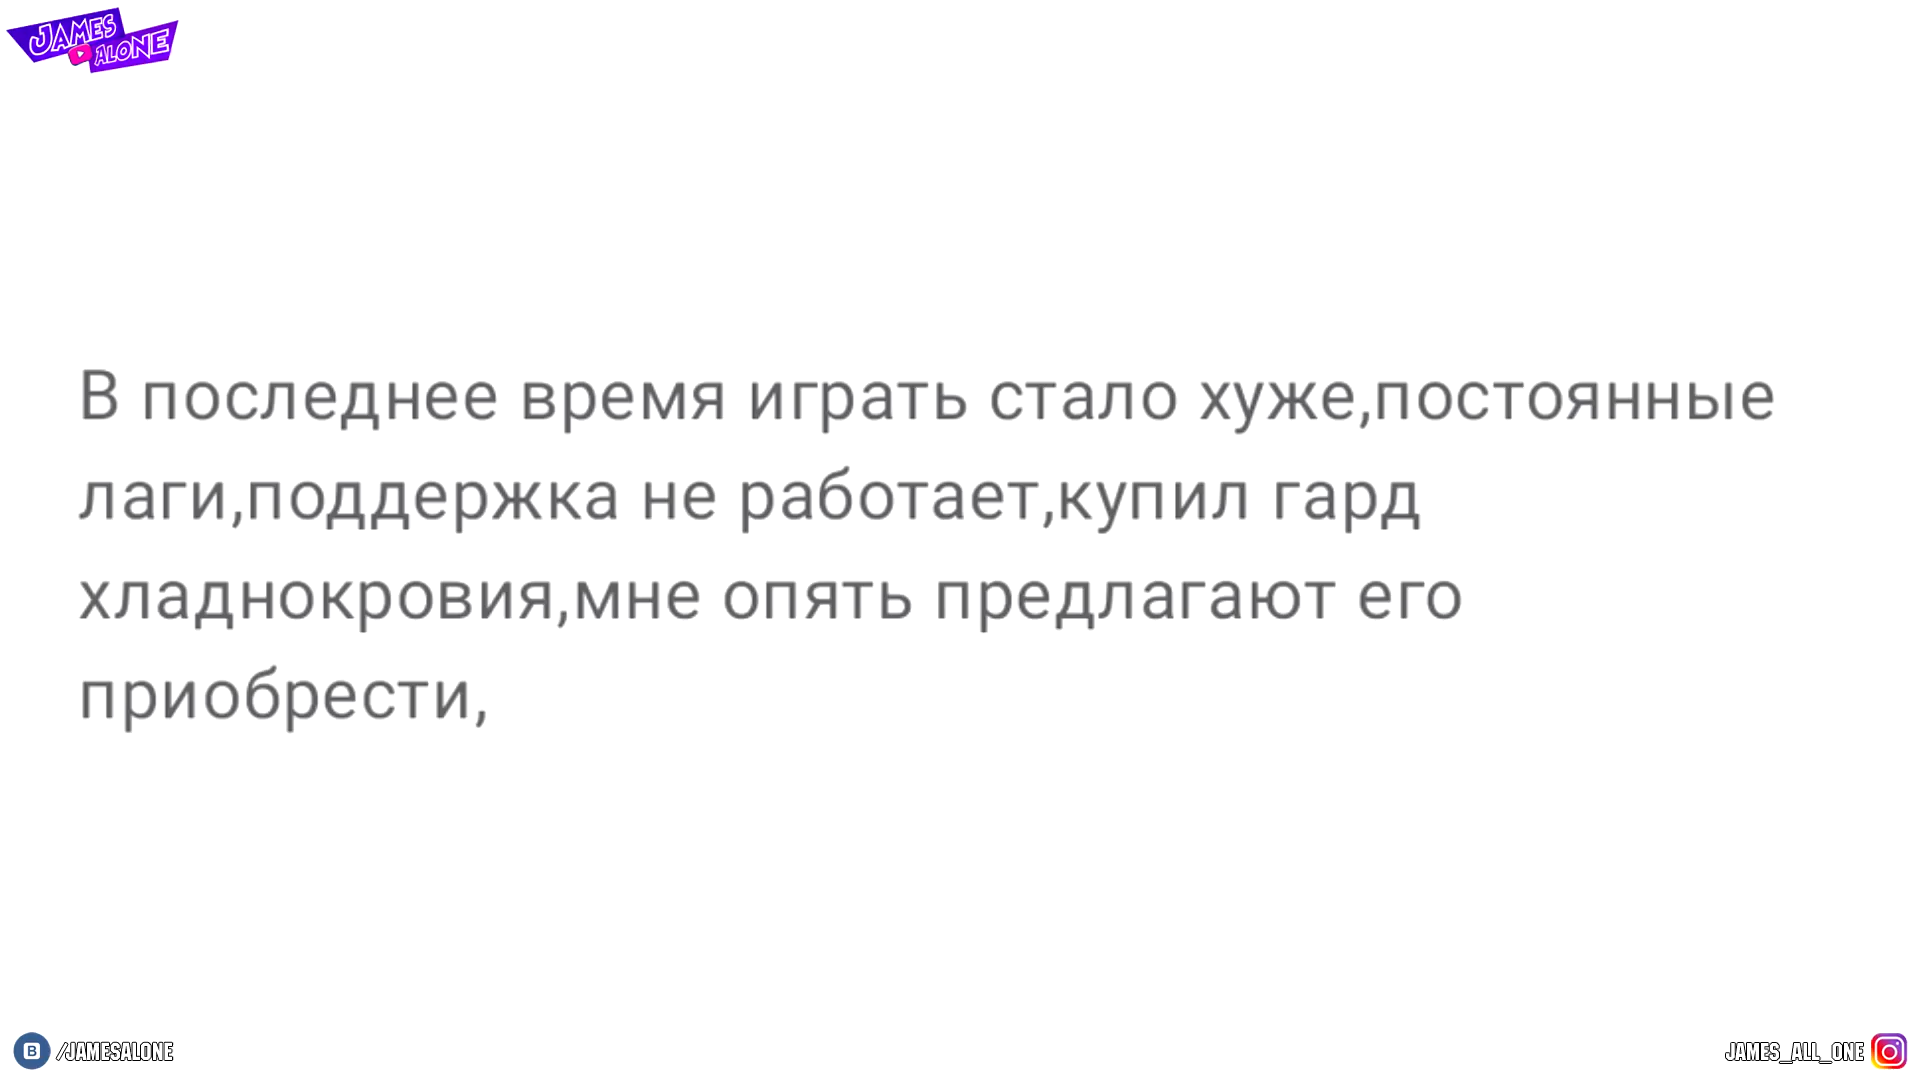 JAMES
ALONE
В последнее время играть стало хуже,постоянные
лаги,поддержка не работает,купил гард
хладнокровия,мне опять предлагают его
приобрести,
В /JAMESALONE
JAMES_ALL_ONE